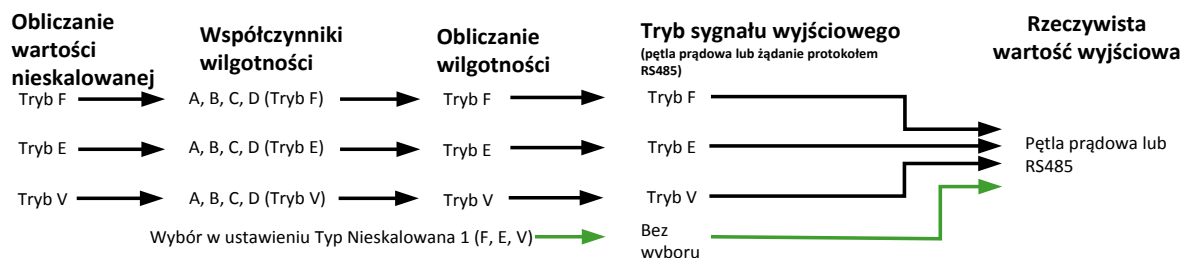 Obliczanie
wartości
nieskalowanej
Współczynniki
wilgotności
Obliczanie
wilgotności
Tryb sygnału wyjściowego
(pętla prądowa lub żądanie protokołem
RS485)
Rzeczywista
wartość wyjściowa
Tryb F
A, B, C, D (Tryb F)
Tryb F
Tryb F
Tryb E
A, B, C, D (Tryb E)
Tryb E
Tryb E
Pętla prądowa lub
RS485
Tryb V
A, B, C, D (Tryb V)
Tryb V
Tryb V
Wybór w ustawieniu Typ Nieskalowana 1 (F, E, V)
Bez
wyboru